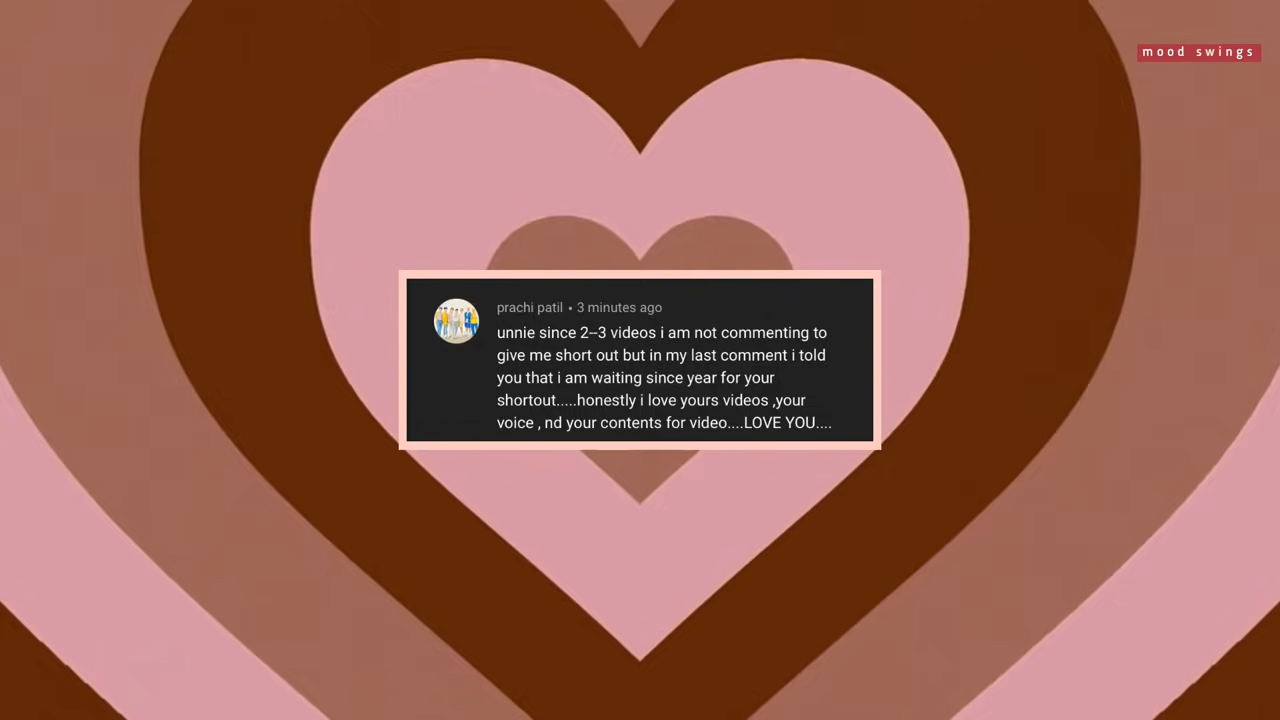 mood swings
prachi patil • 3 minutes ago
unnie since 2–3 videos i am not commenting to
give me short out but in my last comment i told
you that i am waiting since year for your
shortout.....honestly i love yours videos ,your
voice , nd your contents for video....LOVE YOU....